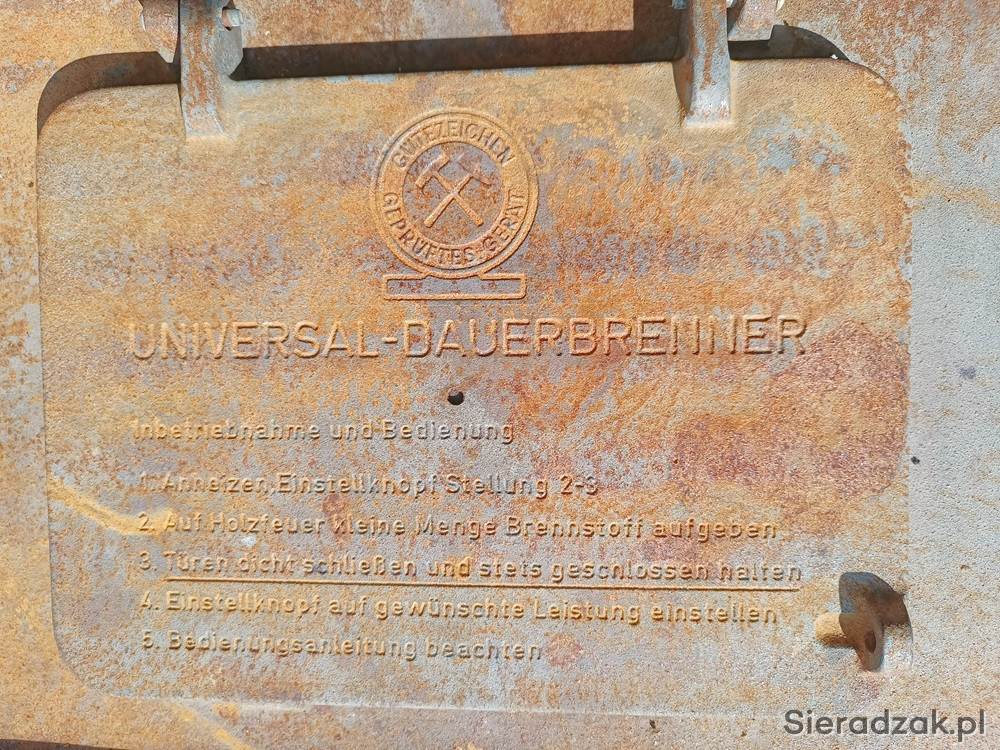 GÜTEZEICHEN
GEPRÜFTES GERÄT
UNIVERSAL-DAUERBRENNER
Inbetriebnahme und Bedienung
1. Anheizen, Einstellknopf Stellung 2-3
2. Auf Holzfeuer kleine Menge Brennstoff aufgeben
3. Türen dicht schließen und stets geschlossen halten
4. Einstellknopf auf gewünschte Leistung einstellen
5. Bedienungsanleitung beachten
Sieradzak.pl